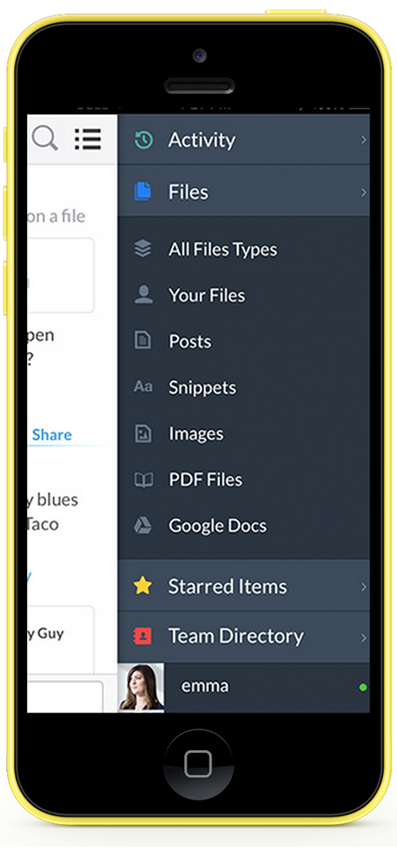 Activity
Files
on a file
All Files Types
Your Files
pen
Posts
?
Aa Snippets
Share
Images
PDF Files
y blues
Taco
Google Docs
y
Starred Items
y Guy
Team Directory
emma